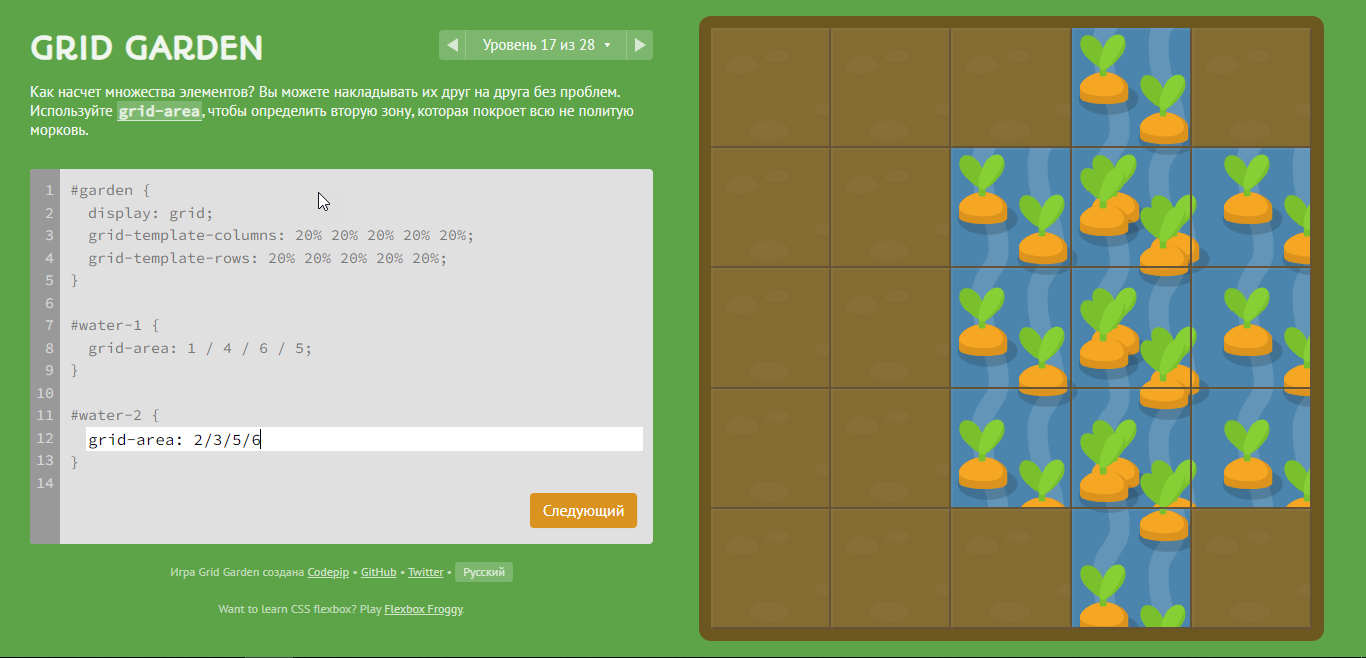 GRID GARDEN
Уровень 17 из 28
Как насчет множества элементов? Вы можете накладывать их друг на друга без проблем.
Используйте grid-area, чтобы определить вторую зону, которая покроет всю не политую
морковь.
1 #garden {
2 display: grid;
3 grid-template-columns: 20% 20% 20% 20% 20%;
4 grid-template-rows: 20% 20% 20% 20% 20%;
5 }
6
7 #water-1 {
8 grid-area: 1 / 4 / 6 / 5;
9 }
10
11 #water-2 {
12 grid-area: 2/3/5/6
13 }
14
Следующий
Игра Grid Garden создана Codepip • GitHub • Twitter • Русский
Want to learn CSS flexbox? Play Flexbox Froggy.